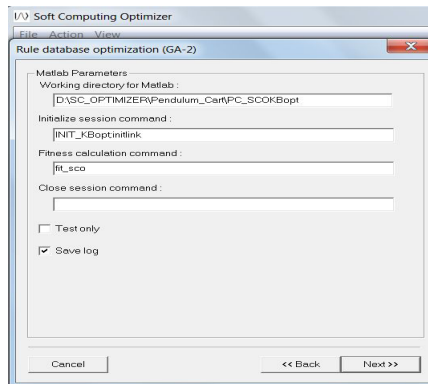 Soft Computing Optimizer
File Action View
Rule database optimization (GA-2)
Matlab Parameters
Working directory for Matlab :
D:\SC_OPTIMIZER\Pendulum_Cart\PC_SCOKBopt
Initialize session command :
INIT_KBopt;initlink
Fitness calculation command :
fit_sco
Close session command :
Test only
Save log
Cancel
<< Back
Next >>